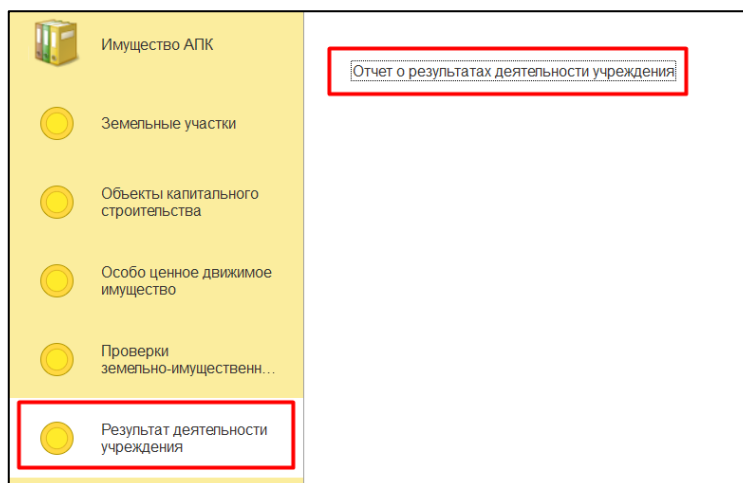 Имущество АПК
Отчет о результатах деятельности учреждения
Земельные участки
Объекты капитального
строительства
Особо ценное движимое
имущество
Проверки
земельно-имущественн...
Результат деятельности
учреждения